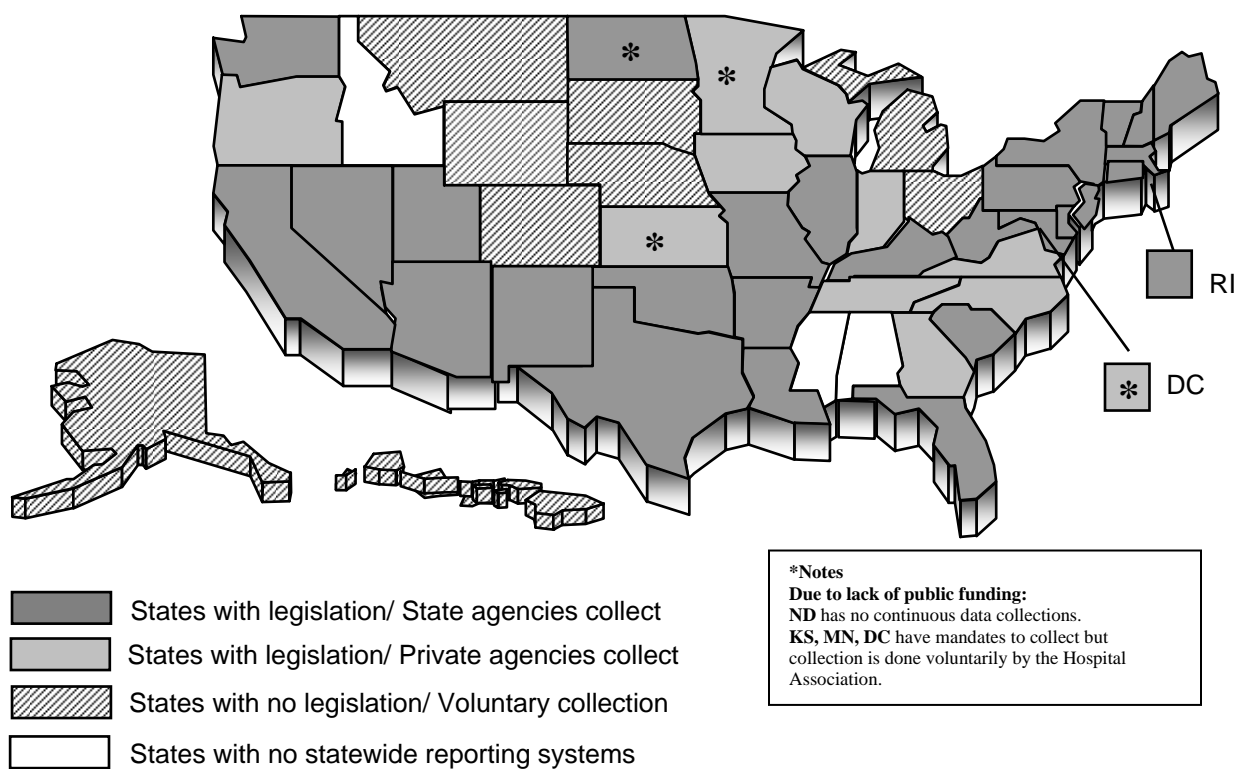 *
*
*
RI
*
DC
*Notes
Due to lack of public funding:
ND has no continuous data collections.
KS, MN, DC have mandates to collect but
collection is done voluntarily by the Hospital
Association.
States with legislation/ State agencies collect
States with legislation/ Private agencies collect
States with no legislation/ Voluntary collection
States with no statewide reporting systems